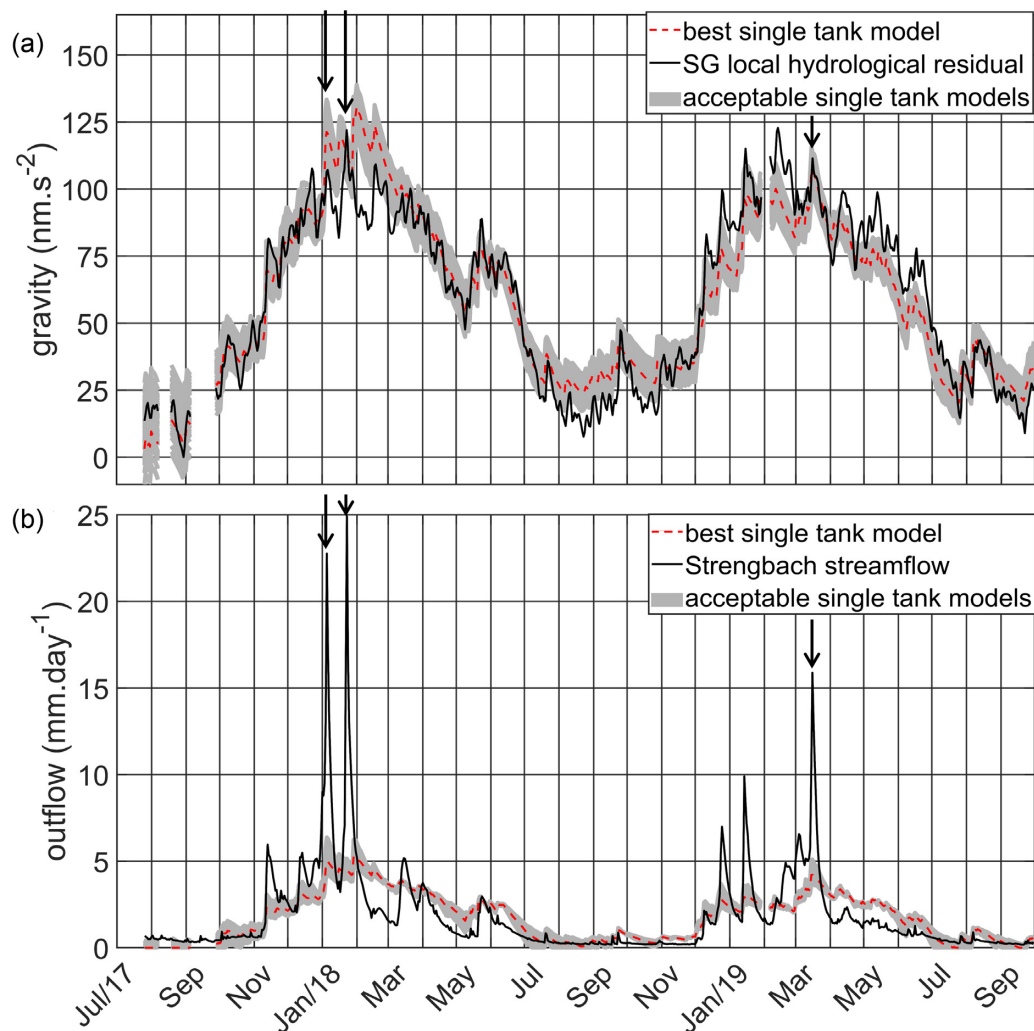 (a)
gravity (nm.s-2)
150
125
100
75
50
25
0
best single tank model
SG local hydrological residual
acceptable single tank models
(b)
outflow (mm.day-1)
25
20
15
10
5
0
best single tank model
Strengbach streamflow
acceptable single tank models
Jul/17
Sep
Nov
Jan/18
Mar
May
Jul
Sep
Nov
Jan/19
Mar
May
Jul
Sep